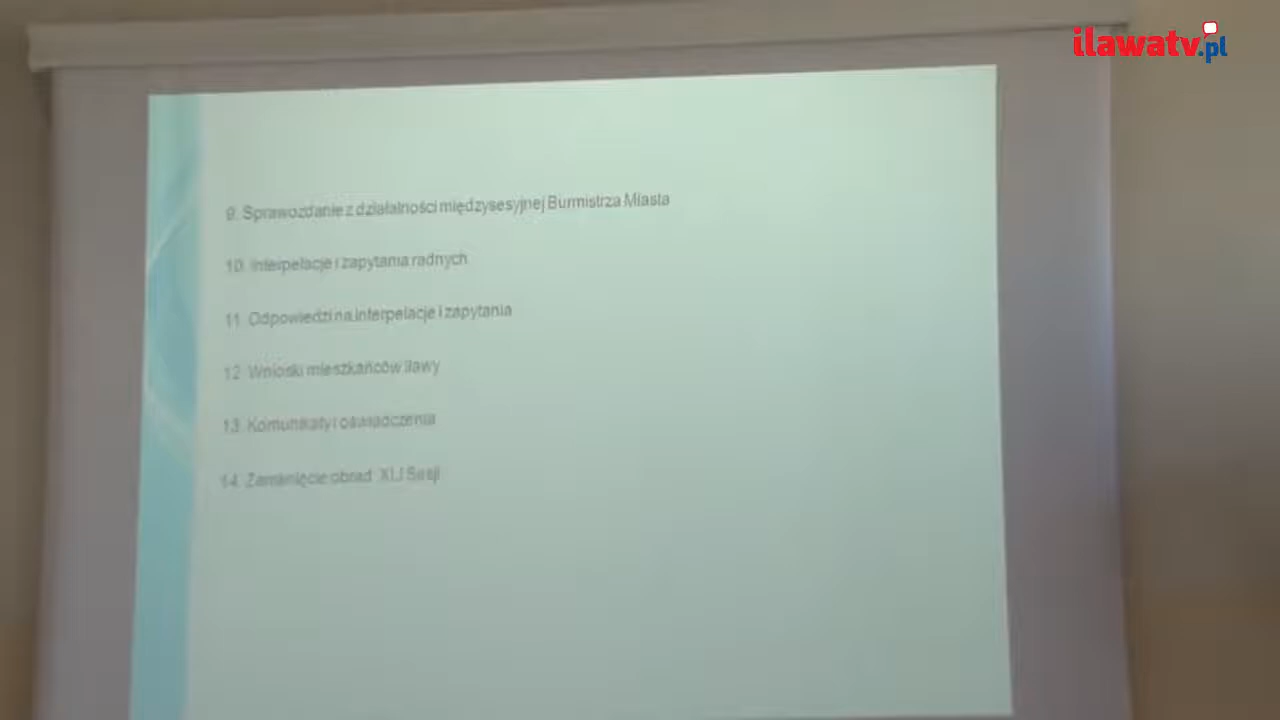 ilawatv.pl
9. Sprawozdanie z działalności międzysesyjnej Burmistrza Miasta
10. Interpelacje i zapytania radnych
11. Odpowiedzi na interpelacje i zapytania
12. Wnioski mieszkańców Iławy
13. Komunikaty i oświadczenia
14. Zamknięcie obrad XLI Sesji